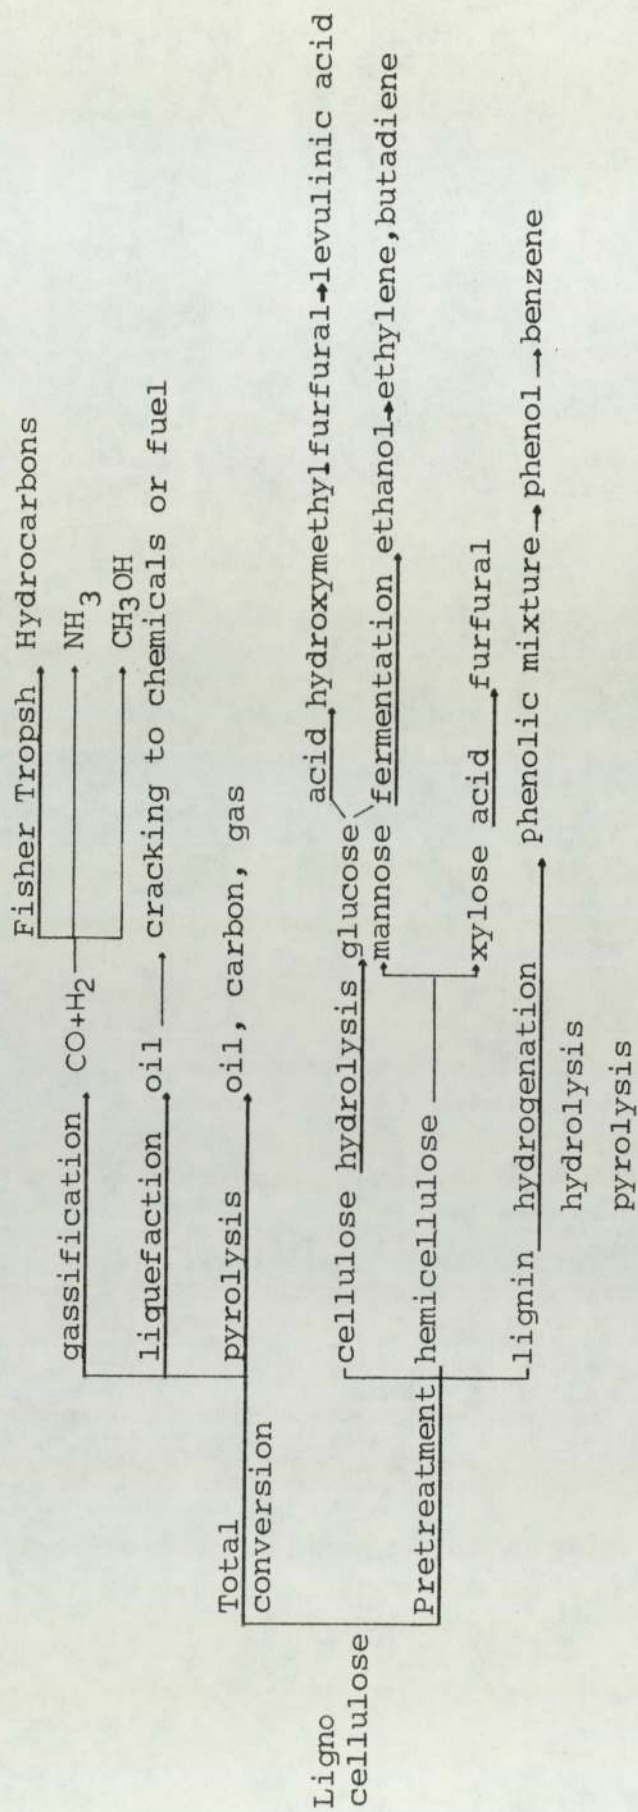 Fisher Tropsh Hydrocarbons
gassification CO+H2 NH3
CH3OH
liquefaction oil → cracking to chemicals or fuel
Total
conversion
pyrolysis oil, carbon, gas
Ligno
cellulose
acid hydroxymethylfurfural→levulinic acid
cellulose hydrolysis glucose
mannose fermentation ethanol→ethylene,butadiene
Pretreatment hemicellulose
xylose acid furfural
lignin hydrogenation phenolic mixture→phenol→benzene
hydrolysis
pyrolysis